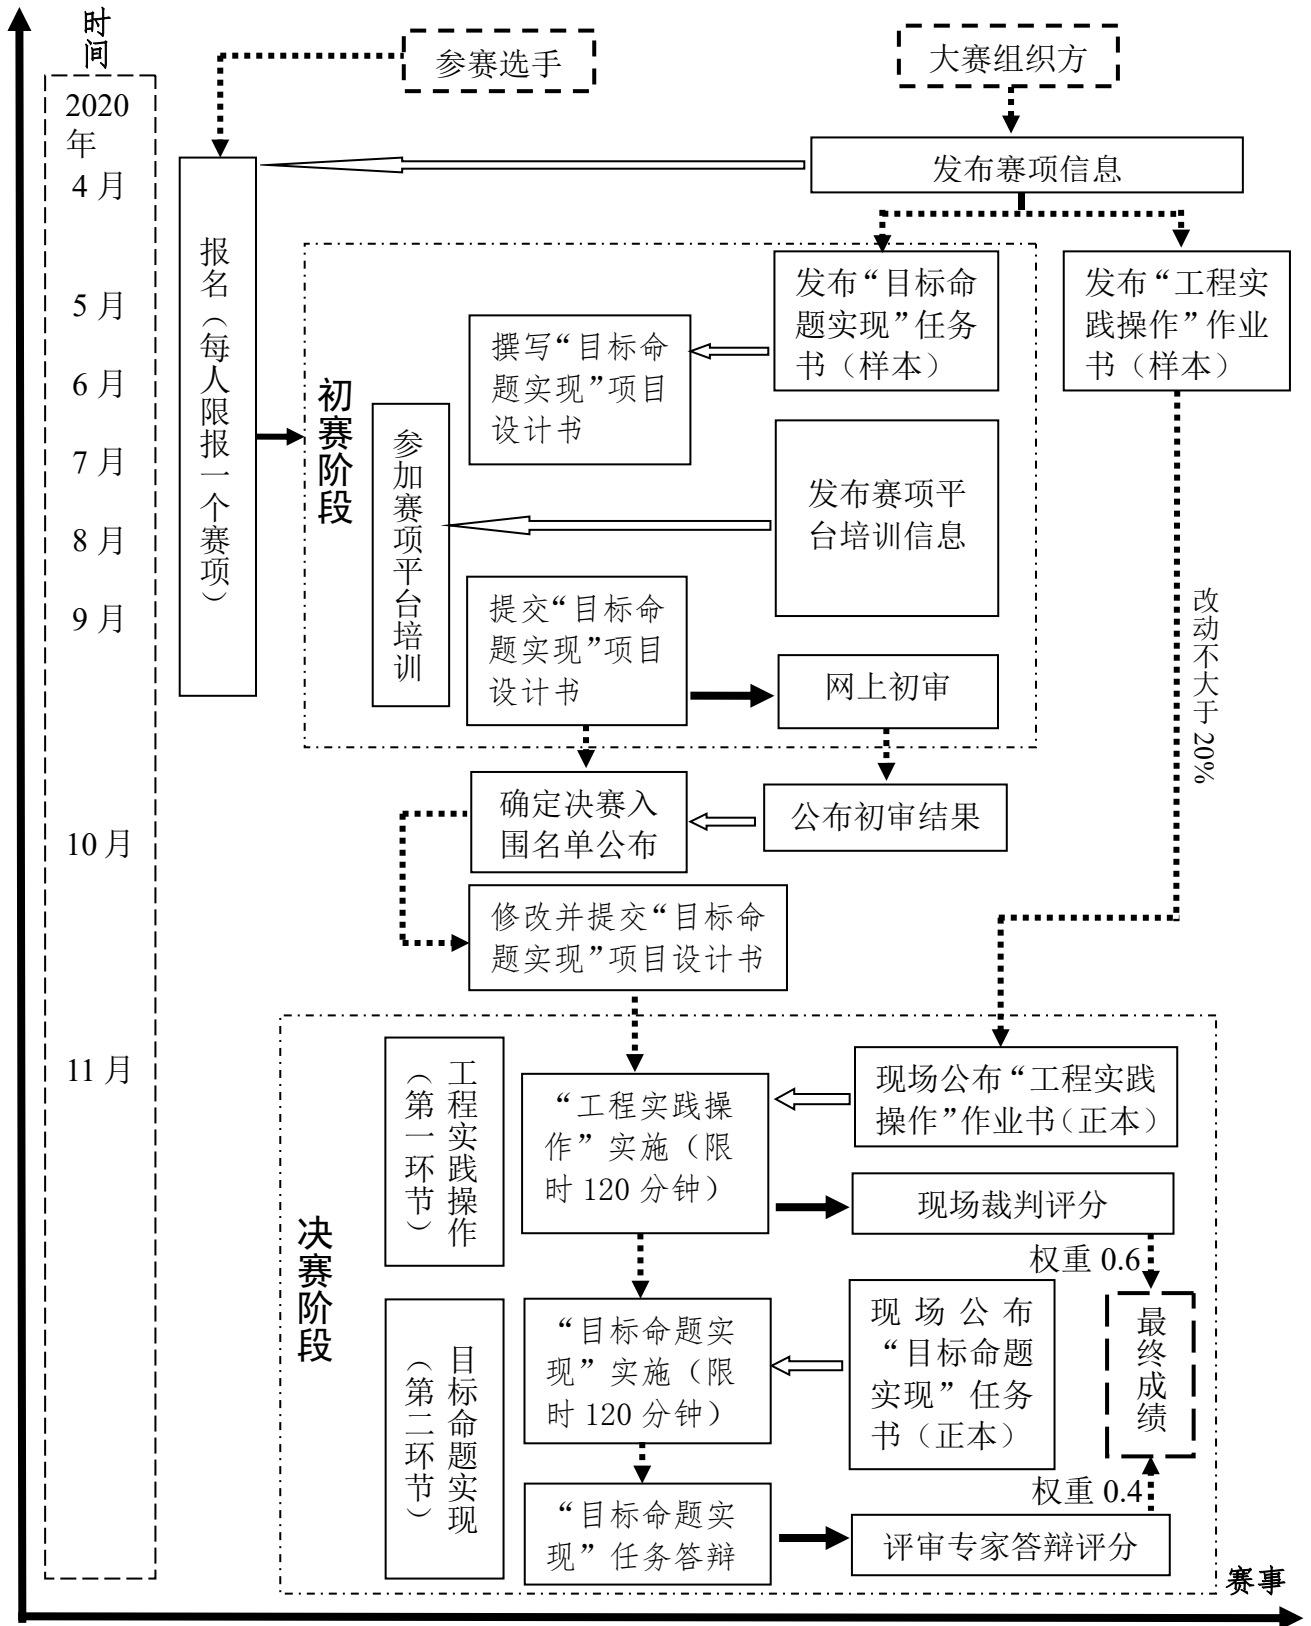 时
间
参赛选手
大赛组织方
2020
年
4 月
发布赛项信息
报名（每人限报一个赛项）
5 月
6 月
7 月
8 月
9 月
初赛阶段
发布“目标命
题实现”任务
书（样本）
发布“工程实
践操作”作业
书（样本）
撰写“目标命
题实现”项目
设计书
参加赛项平台培训
发布赛项平
台培训信息
提交“目标命
题实现”项目
设计书
网上初审
改动不大于 20%
确定决赛入
围名单公布
公布初审结果
10 月
修改并提交“目标命
题实现”项目设计书
11 月
决赛阶段
工程实践操作
（第一环节）
“工程实践操
作”实施（限
时 120 分钟）
现场公布“工程实践
操作”作业书（正本）
现场裁判评分
权重 0.6
目标命题实现
（第二环节）
“目标命题实
现”实施（限
时 120 分钟）
现场公布
“目标命题
实现”任务
书（正本）
最终成绩
权重 0.4
“目标命题实
现”任务答辩
评审专家答辩评分
赛事